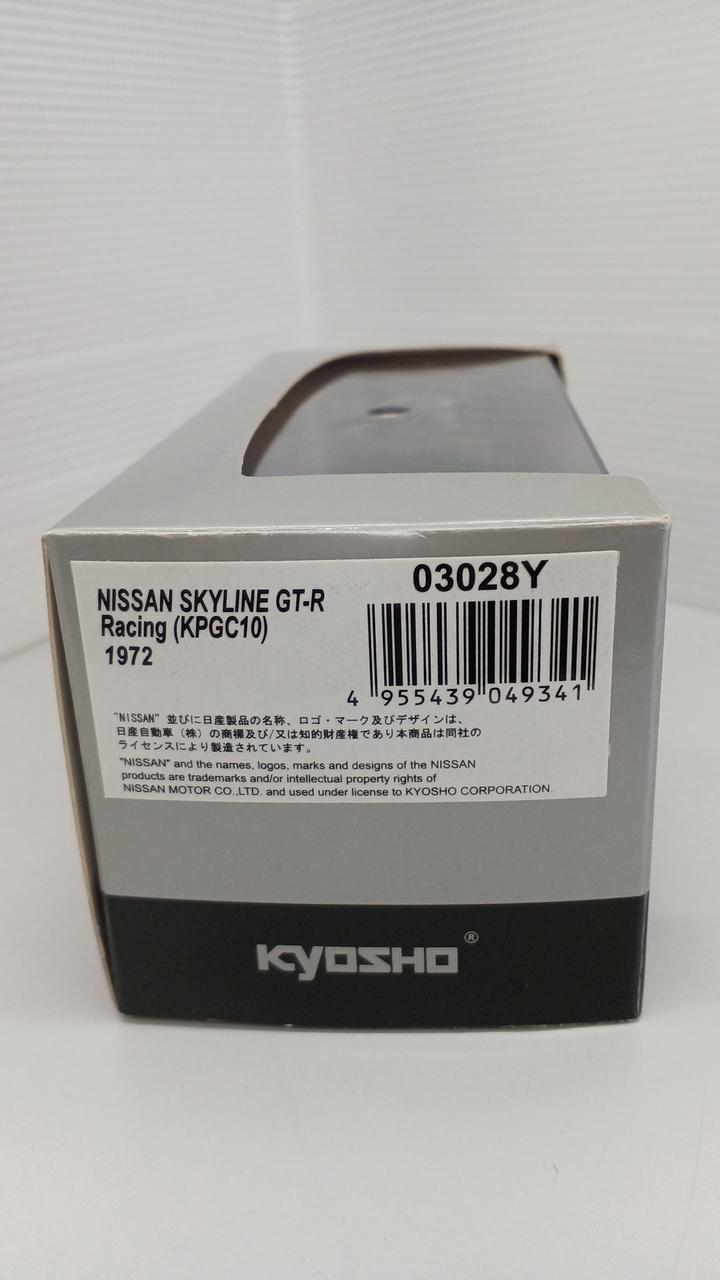 NISSAN SKYLINE GT-R
Racing (KPGC10)
1972
03028Y
4 955439 049341
"NISSAN" 並びに日産製品の名称、ロゴ・マーク及びデザインは、
日産自動車（株）の商標及び/又は知的財産権であり本商品は同社の
ライセンスにより製造されています。
"NISSAN" and the names, logos, marks and designs of the NISSAN
products are trademarks and/or intellectual property rights of
NISSAN MOTOR CO.,LTD. and used under license to KYOSHO CORPORATION.
KYOSHO®